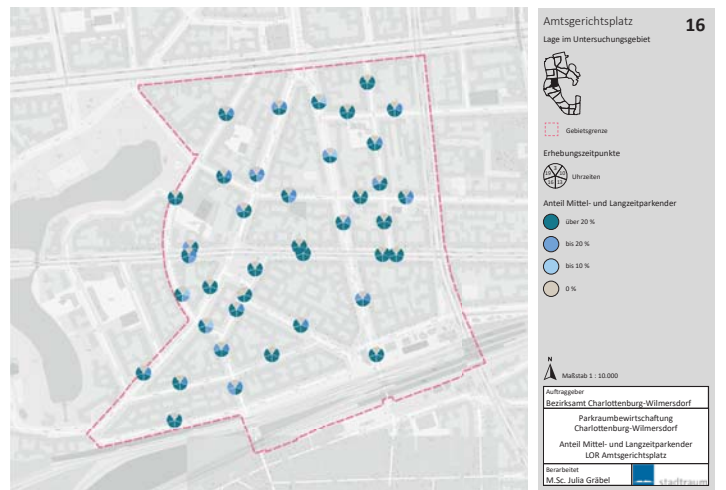 Amtsgerichtsplatz
16
Lage im Untersuchungsgebiet
Gebietsgrenze
Erhebungszeitpunkte
Uhrzeiten
Anteil Mittel- und Langzeitparkender
über 20 %
bis 20 %
bis 10 %
0 %
N
Maßstab 1 : 10.000
Auftraggeber
Bezirksamt Charlottenburg-Wilmersdorf
Parkraumbewirtschaftung
Charlottenburg-Wilmersdorf
Anteil Mittel- und Langzeitparkender
LOR Amtsgerichtsplatz
Berarbeitet
M.Sc. Julia Gräbel
stadtraum